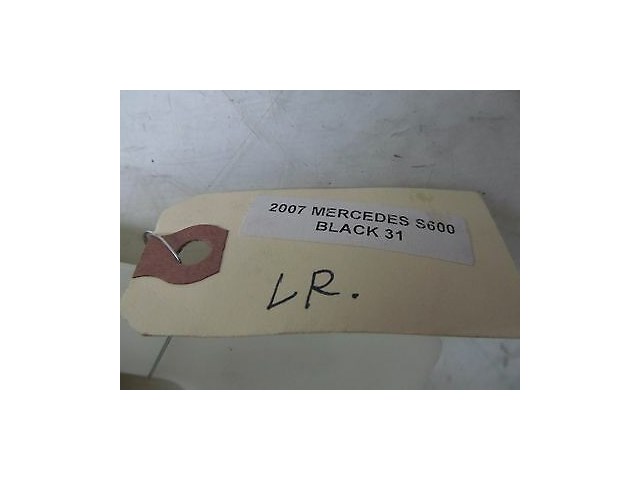 2007 MERCEDES S600
BLACK 31
LR.